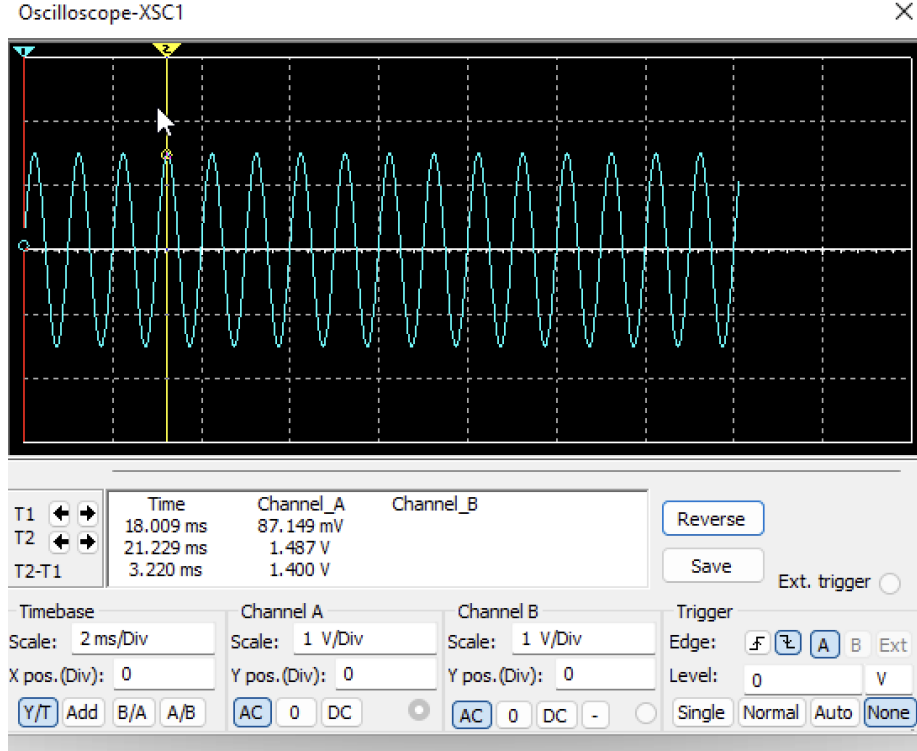 Oscilloscope-XSC1
1 2
Time Channel_A Channel_B
T1 18.009 ms 87.149 mV
T2 21.229 ms 1.487 V
T2-T1 3.220 ms 1.400 V
Reverse
Save
Ext. trigger
Timebase Channel A Channel B Trigger
Scale: 2 ms/Div Scale: 1 V/Div Scale: 1 V/Div Edge: A B Ext
X pos.(Div): 0 Y pos.(Div): 0 Y pos.(Div): 0 Level: 0 V
Y/T Add B/A A/B AC 0 DC AC 0 DC - Single Normal Auto None